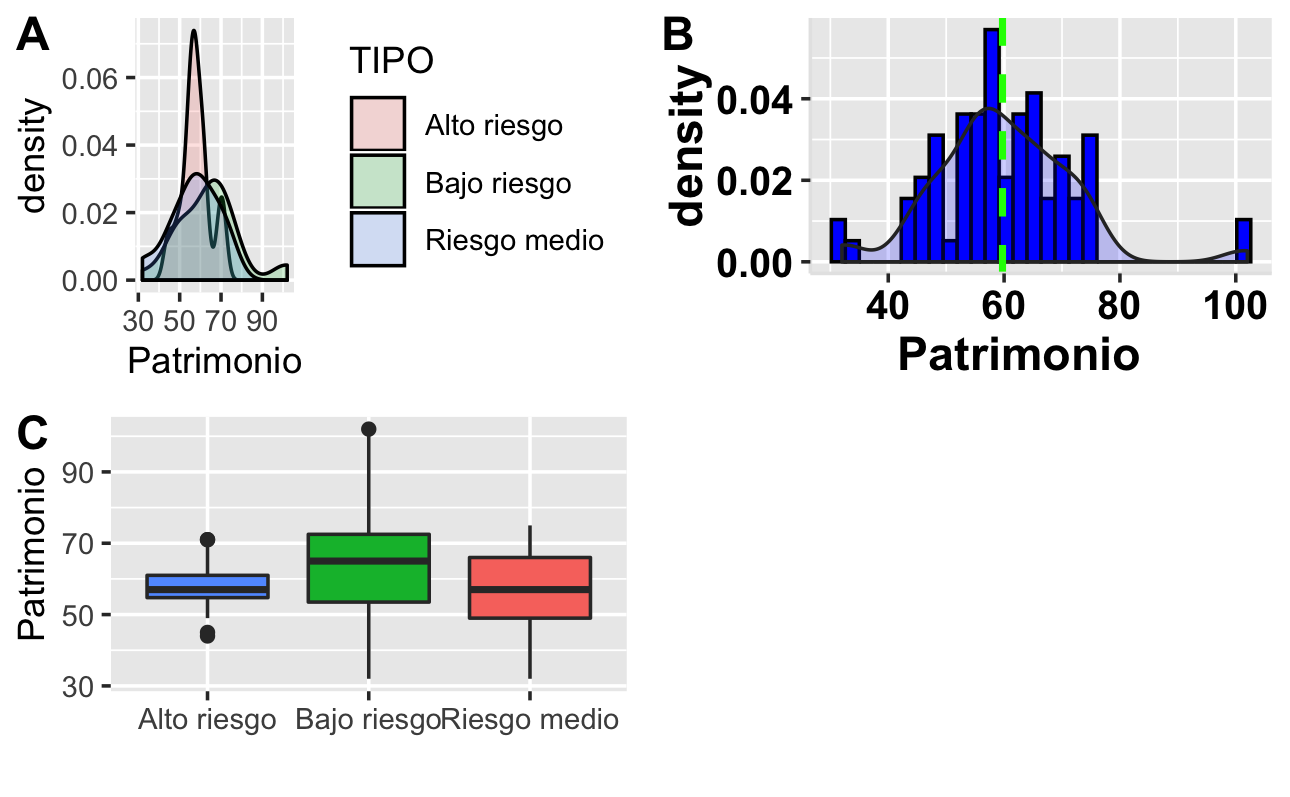 A
density
0.06
0.04
0.02
0.00
30 50 70 90
Patrimonio
TIPO
Alto riesgo
Bajo riesgo
Riesgo medio
B
density
0.04
0.02
0.00
40 60 80 100
Patrimonio
C
Patrimonio
90
70
50
30
Alto riesgo Bajo riesgo Riesgo medio